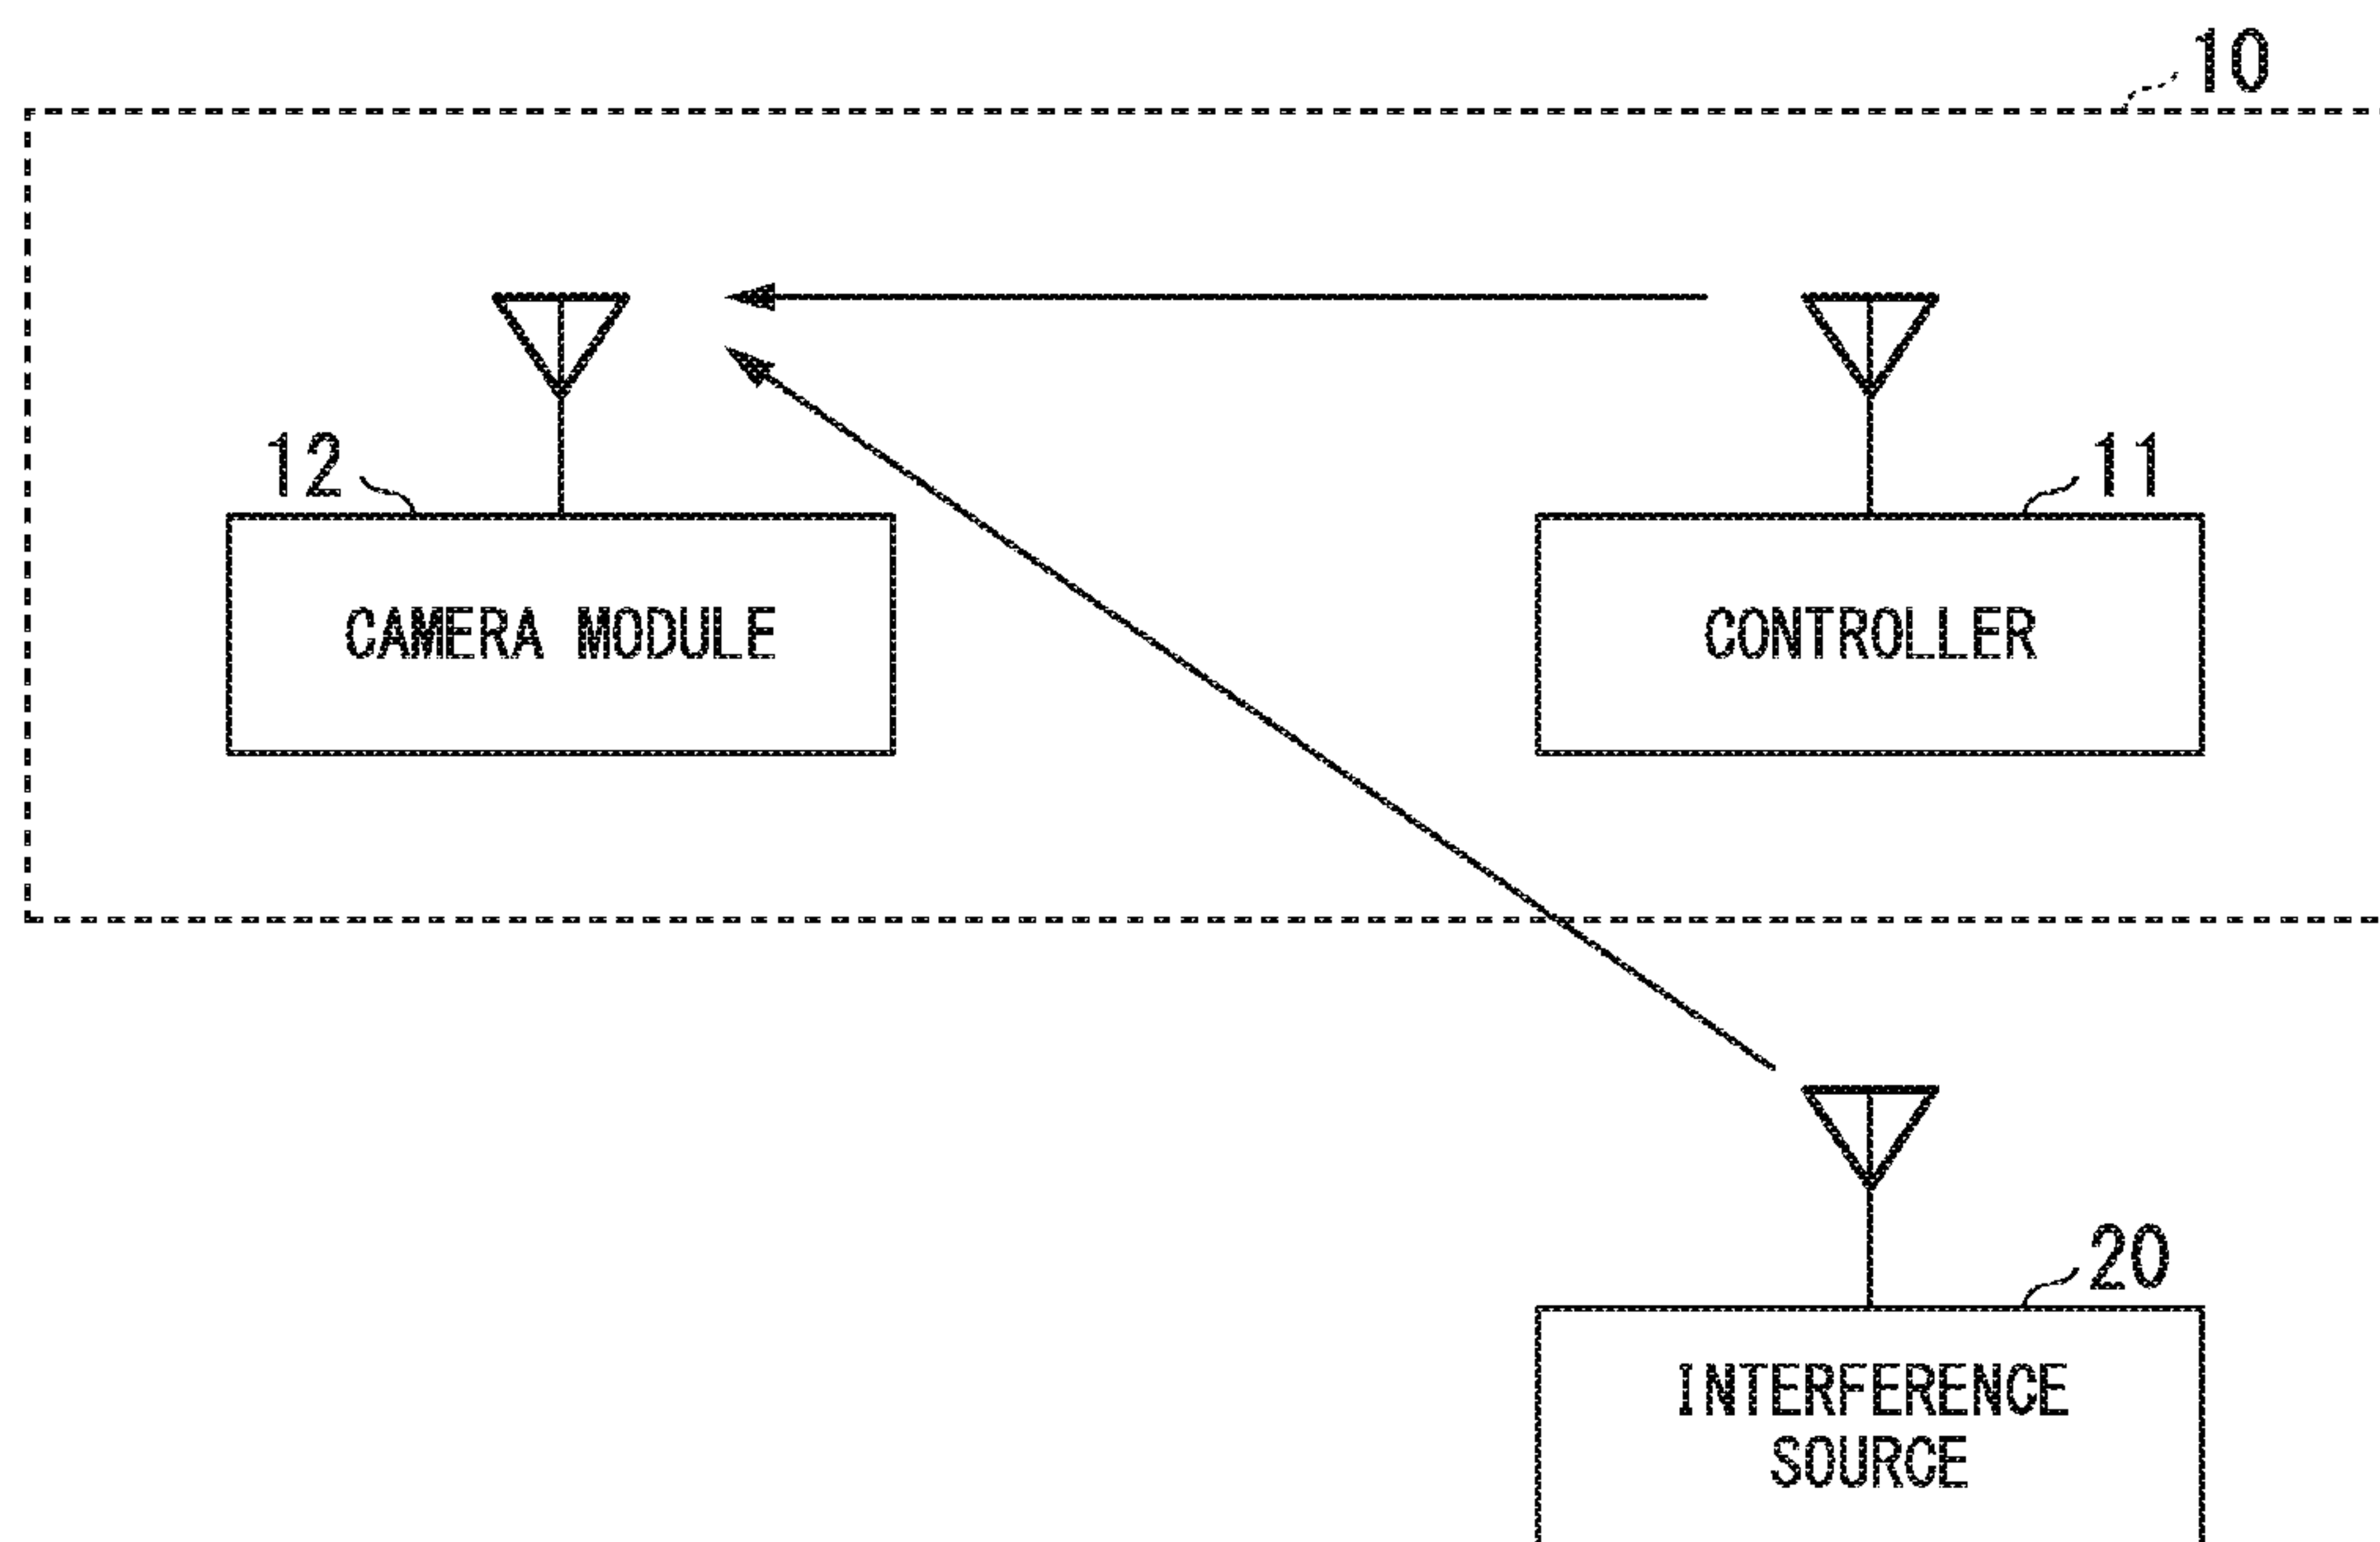 10
12
11
CAMERA MODULE
CONTROLLER
20
INTERFERENCE
SOURCE